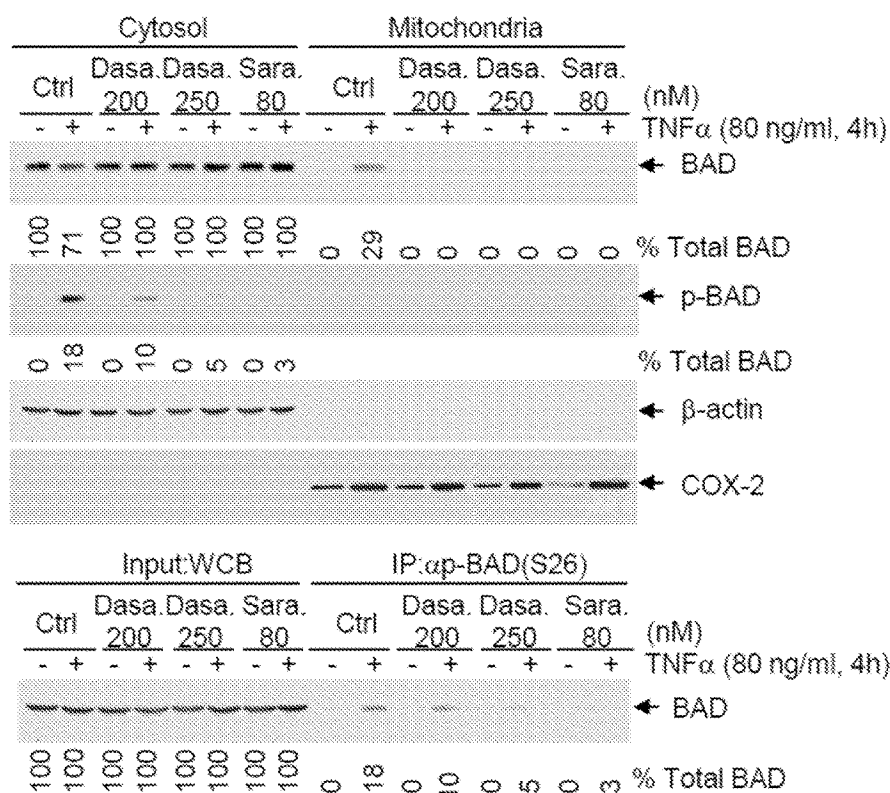 Cytosol Mitochondria
Ctrl Dasa. 200 Dasa. 250 Sara. 80 Ctrl Dasa. 200 Dasa. 250 Sara. 80 (nM)
- + - + - + - + - + - + - + - + TNFα (80 ng/ml, 4h)
BAD
100 71 100 100 100 100 100 100 0 29 0 0 0 0 0 0 % Total BAD
p-BAD
0 18 0 10 0 5 0 3 % Total BAD
β-actin
COX-2
Input:WCB IP:αp-BAD(S26)
Ctrl Dasa. 200 Dasa. 250 Sara. 80 Ctrl Dasa. 200 Dasa. 250 Sara. 80 (nM)
- + - + - + - + - + - + - + - + TNFα (80 ng/ml, 4h)
BAD
100 100 100 100 100 100 100 100 0 18 0 10 0 5 0 3 % Total BAD